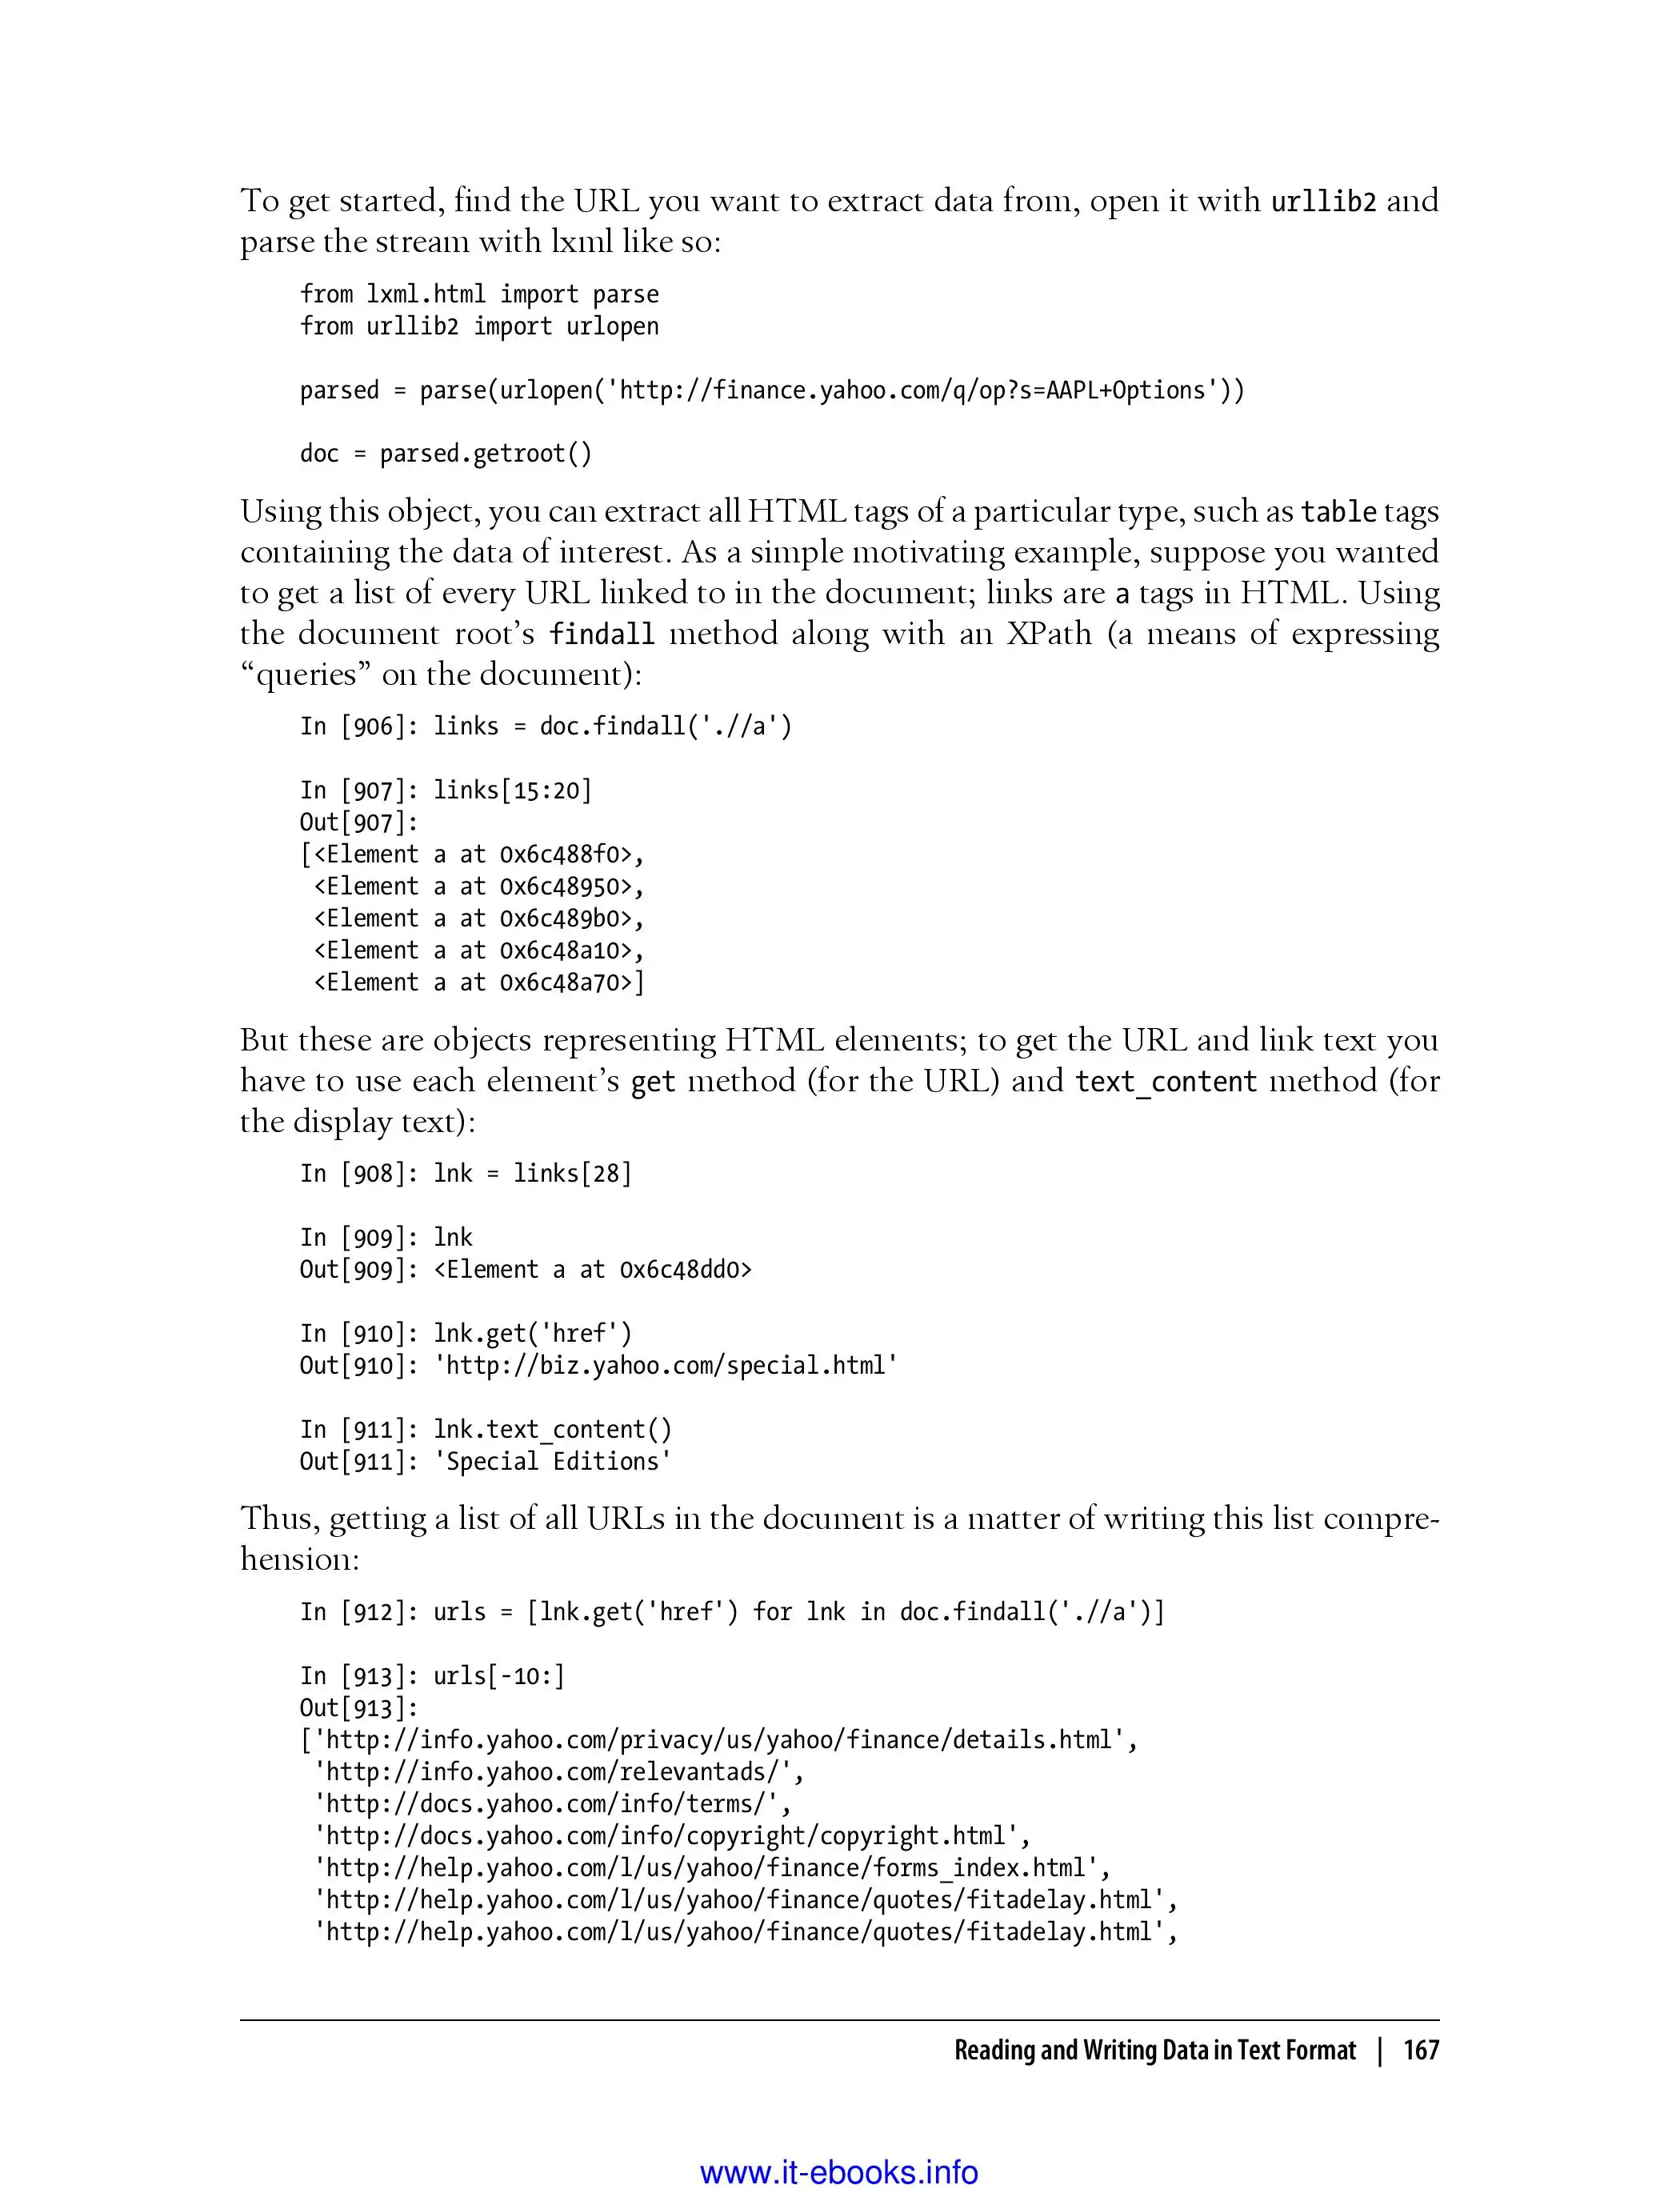 To get started, find the URL you want to extract data from, open it with urllib2 and
parse the stream with lxml like so:
from lxml.html import parse
from urllib2 import urlopen
parsed = parse(urlopen('http://finance.yahoo.com/q/op?s=AAPL+Options'))
doc = parsed.getroot()
Using this object, you can extract all HTML tags of a particular type, such as table tags
containing the data of interest. As a simple motivating example, suppose you wanted
to get a list of every URL linked to in the document; links are a tags in HTML. Using
the document root’s findall method along with an XPath (a means of expressing
“queries” on the document):
In [906]: links = doc.findall('.//a')
In [907]: links[15:20]
Out[907]:
[<Element a at 0x6c488f0>,
<Element a at 0x6c48950>,
<Element a at 0x6c489b0>,
<Element a at 0x6c48a10>,
<Element a at 0x6c48a70>]
But these are objects representing HTML elements; to get the URL and link text you
have to use each element’s get method (for the URL) and text_content method (for
the display text):
In [908]: lnk = links[28]
In [909]: lnk
Out[909]: <Element a at 0x6c48dd0>
In [910]: lnk.get('href')
Out[910]: 'http://biz.yahoo.com/special.html'
In [911]: lnk.text_content()
Out[911]: 'Special Editions'
Thus, getting a list of all URLs in the document is a matter of writing this list compre-
hension:
In [912]: urls = [lnk.get('href') for lnk in doc.findall('.//a')]
In [913]: urls[-10:]
Out[913]:
['http://info.yahoo.com/privacy/us/yahoo/finance/details.html',
'http://info.yahoo.com/relevantads/',
'http://docs.yahoo.com/info/terms/',
'http://docs.yahoo.com/info/copyright/copyright.html',
'http://help.yahoo.com/l/us/yahoo/finance/forms_index.html',
'http://help.yahoo.com/l/us/yahoo/finance/quotes/fitadelay.html',
'http://help.yahoo.com/l/us/yahoo/finance/quotes/fitadelay.html',
Reading and Writing Data in Text Format | 167
www.it-ebooks.info